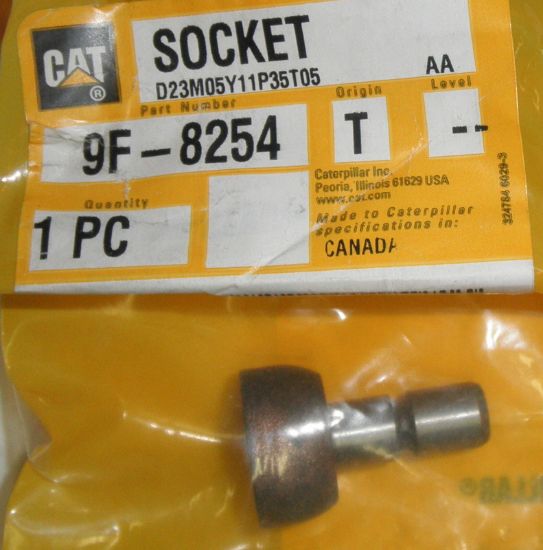 CAT
®
SOCKET
D23M05Y11P35T05
AA
Part Number
Origin
Level
9F-8254
T
--
Caterpillar Inc.
Peoria, Illinois 61629 USA
www.cat.com
Quantity
1 PC
Made to Caterpillar
specifications in:
CANADA
324784 6029-3
®